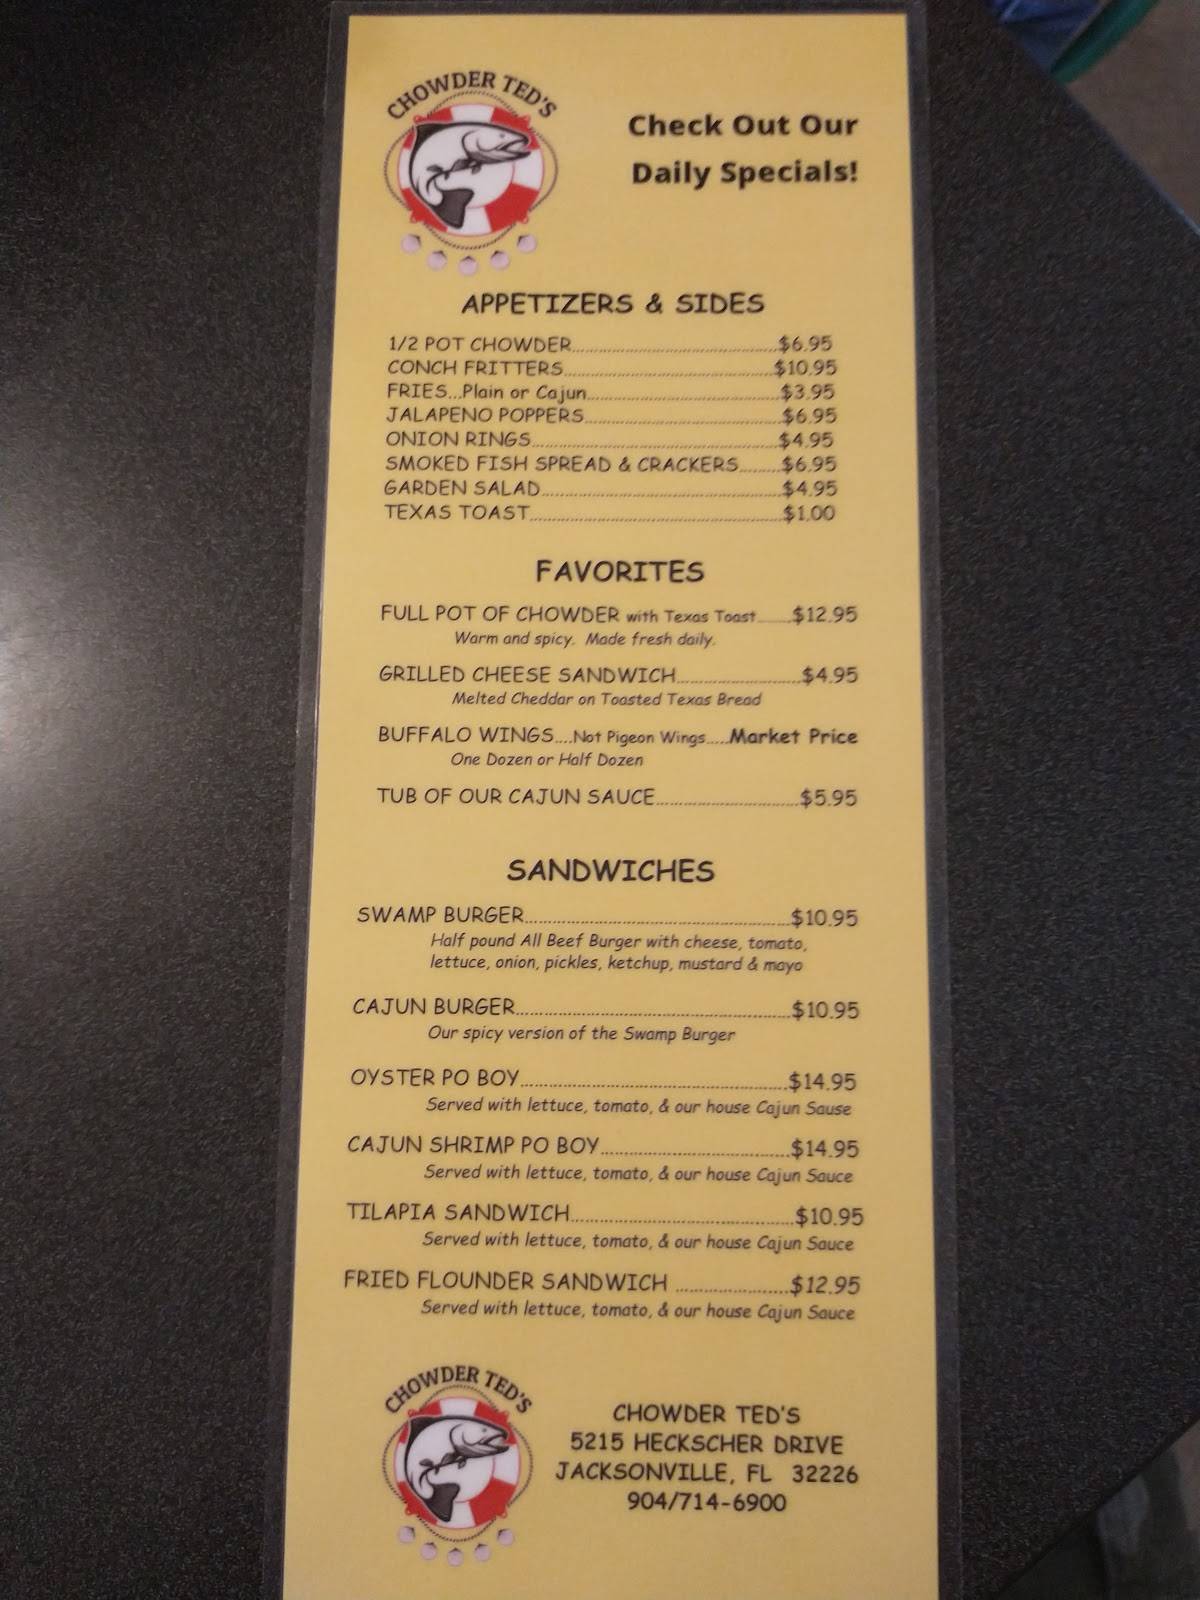 CHOWDER TED'S
Check Out Our
Daily Specials!
APPETIZERS & SIDES
1/2 POT CHOWDER....$6.95
CONCH FRITTERS....$10.95
FRIES...Plain or Cajun....$3.95
JALAPENO POPPERS....$6.95
ONION RINGS....$4.95
SMOKED FISH SPREAD & CRACKERS....$6.95
GARDEN SALAD....$4.95
TEXAS TOAST....$1.00
FAVORITES
FULL POT OF CHOWDER with Texas Toast....$12.95
Warm and spicy. Made fresh daily.
GRILLED CHEESE SANDWICH....$4.95
Melted Cheddar on Toasted Texas Bread
BUFFALO WINGS....Not Pigeon Wings.....Market Price
One Dozen or Half Dozen
TUB OF OUR CAJUN SAUCE....$5.95
SANDWICHES
SWAMP BURGER....$10.95
Half pound All Beef Burger with cheese, tomato,
lettuce, onion, pickles, ketchup, mustard & mayo
CAJUN BURGER....$10.95
Our spicy version of the Swamp Burger
OYSTER PO BOY....$14.95
Served with lettuce, tomato, & our house Cajun Sause
CAJUN SHRIMP PO BOY....$14.95
Served with lettuce, tomato, & our house Cajun Sauce
TILAPIA SANDWICH....$10.95
Served with lettuce, tomato, & our house Cajun Sauce
FRIED FLOUNDER SANDWICH ....$12.95
Served with lettuce, tomato, & our house Cajun Sauce
CHOWDER TED'S
CHOWDER TED'S
5215 HECKSCHER DRIVE
JACKSONVILLE, FL 32226
904/714-6900